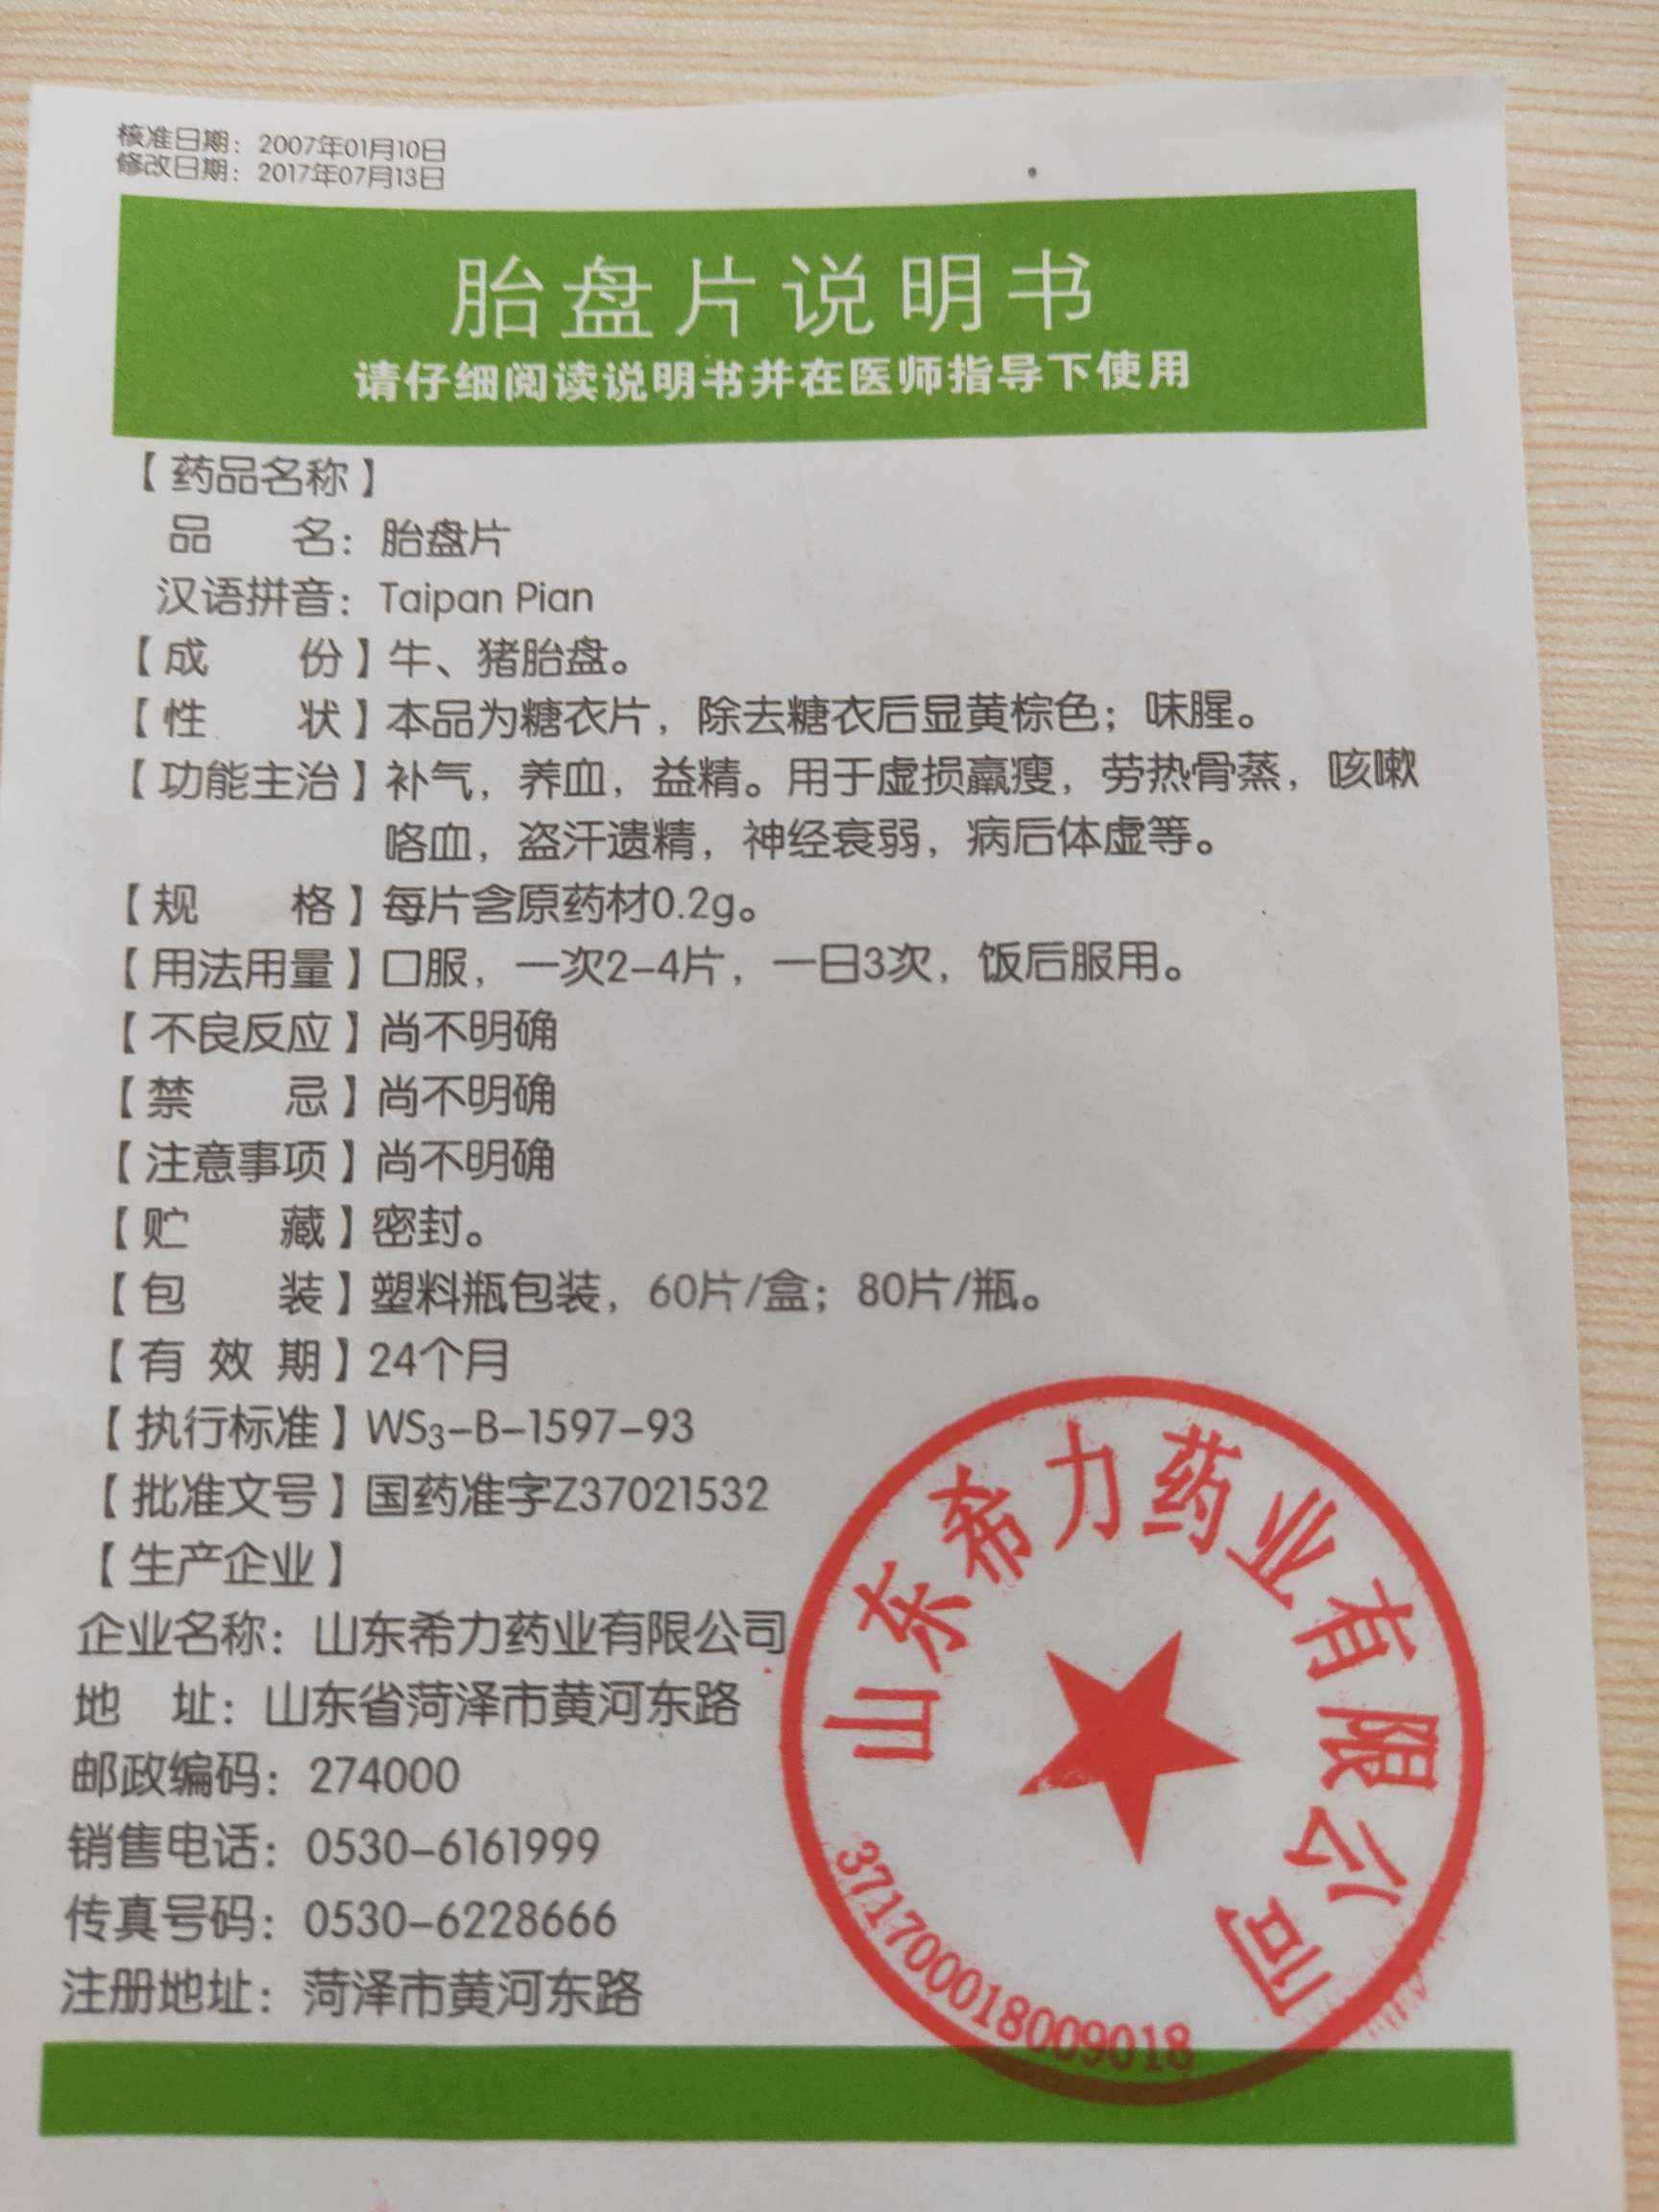 核准日期：2007年01月10日
修改日期：2017年07月13日
胎盘片说明书
请仔细阅读说明书并在医师指导下使用
【药品名称】
品 名：胎盘片
汉语拼音：Taipan Pian
【成 份】牛、猪胎盘。
【性 状】本品为糖衣片，除去糖衣后显黄棕色；味腥。
【功能主治】补气，养血，益精。用于虚损羸瘦，劳热骨蒸，咳嗽
咯血，盗汗遗精，神经衰弱，病后体虚等。
【规 格】每片含原药材0.2g。
【用法用量】口服，一次2-4片，一日3次，饭后服用。
【不良反应】尚不明确
【禁 忌】尚不明确
【注意事项】尚不明确
【贮 藏】密封。
【包 装】塑料瓶包装，60片/盒；80片/瓶。
【有 效 期】24个月
【执行标准】WS₃-B-1597-93
【批准文号】国药准字Z37021532
【生产企业】
企业名称：山东希力药业有限公司
地 址：山东省菏泽市黄河东路
邮政编码：274000
销售电话：0530-6161999
传真号码：0530-6228666
注册地址：菏泽市黄河东路
山东希力药业有限公司
371700018009018